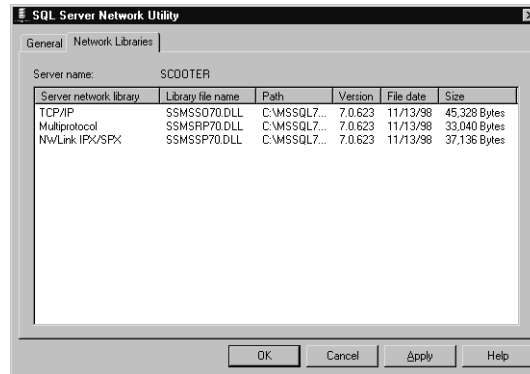 SQL Server Network Utility
General Network Libraries
Server name: SCOOTER
Server network library Library file name Path Version File date Size
TCP/IP SSMSSO70.DLL C:\MSSQL7... 7.0.623 11/13/98 45,328 Bytes
Multiprotocol SSMSRP70.DLL C:\MSSQL7... 7.0.623 11/13/98 33,040 Bytes
NWLink IPX/SPX SSMSSP70.DLL C:\MSSQL7... 7.0.623 11/13/98 37,136 Bytes
OK Cancel Apply Help